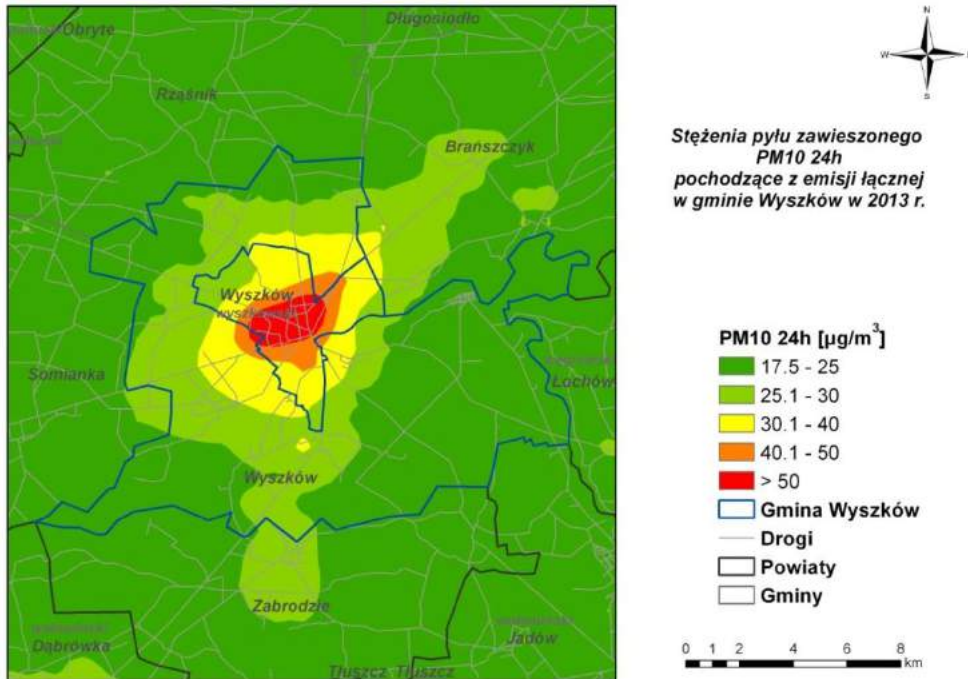 Długosiodło
Obryte
Rząśnik
Brańszczyk
Wyszków
wyszkowski
Somianka
Łochów
Wyszków
Zabrodzie
Dąbrówka
Jadów
Tłuszcz Tłuszcz
N
W
S
Stężenia pyłu zawieszonego
PM10 24h
pochodzące z emisji łącznej
w gminie Wyszków w 2013 r.
PM10 24h [µg/m³]
17.5 - 25
25.1 - 30
30.1 - 40
40.1 - 50
> 50
Gmina Wyszków
Drogi
Powiaty
Gminy
0 1 2 4 6 8
km